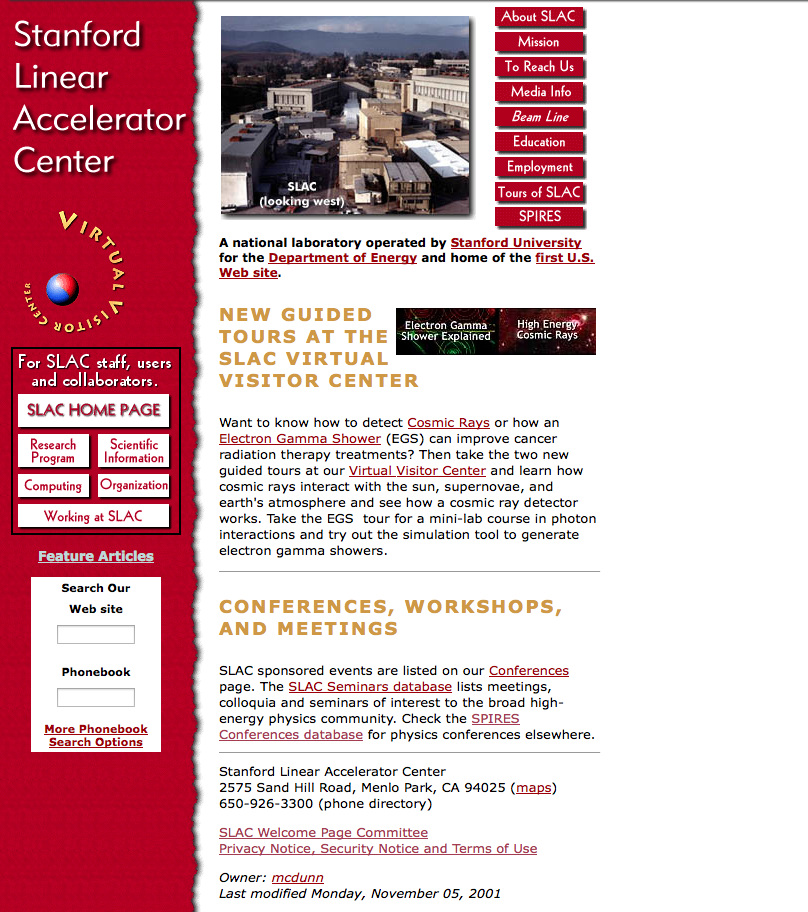 Stanford
Linear
Accelerator
Center
VIRTUAL VISITOR CENTER
For SLAC staff, users
and collaborators.
SLAC HOME PAGE
Research
Program
Scientific
Information
Computing
Organization
Working at SLAC
Feature Articles
Search Our
Web site
Phonebook
More Phonebook
Search Options
SLAC
(looking west)
About SLAC
Mission
To Reach Us
Media Info
Beam Line
Education
Employment
Tours of SLAC
SPIRES
A national laboratory operated by Stanford University
for the Department of Energy and home of the first U.S.
Web site.
NEW GUIDED
TOURS AT THE
SLAC VIRTUAL
VISITOR CENTER
Electron Gamma
Shower Explained
High Energy
Cosmic Rays
Want to know how to detect Cosmic Rays or how an
Electron Gamma Shower (EGS) can improve cancer
radiation therapy treatments? Then take the two new
guided tours at our Virtual Visitor Center and learn how
cosmic rays interact with the sun, supernovae, and
earth's atmosphere and see how a cosmic ray detector
works. Take the EGS tour for a mini-lab course in photon
interactions and try out the simulation tool to generate
electron gamma showers.
CONFERENCES, WORKSHOPS,
AND MEETINGS
SLAC sponsored events are listed on our Conferences
page. The SLAC Seminars database lists meetings,
colloquia and seminars of interest to the broad high-
energy physics community. Check the SPIRES
Conferences database for physics conferences elsewhere.
Stanford Linear Accelerator Center
2575 Sand Hill Road, Menlo Park, CA 94025 (maps)
650-926-3300 (phone directory)
SLAC Welcome Page Committee
Privacy Notice, Security Notice and Terms of Use
Owner: mcdunn
Last modified Monday, November 05, 2001